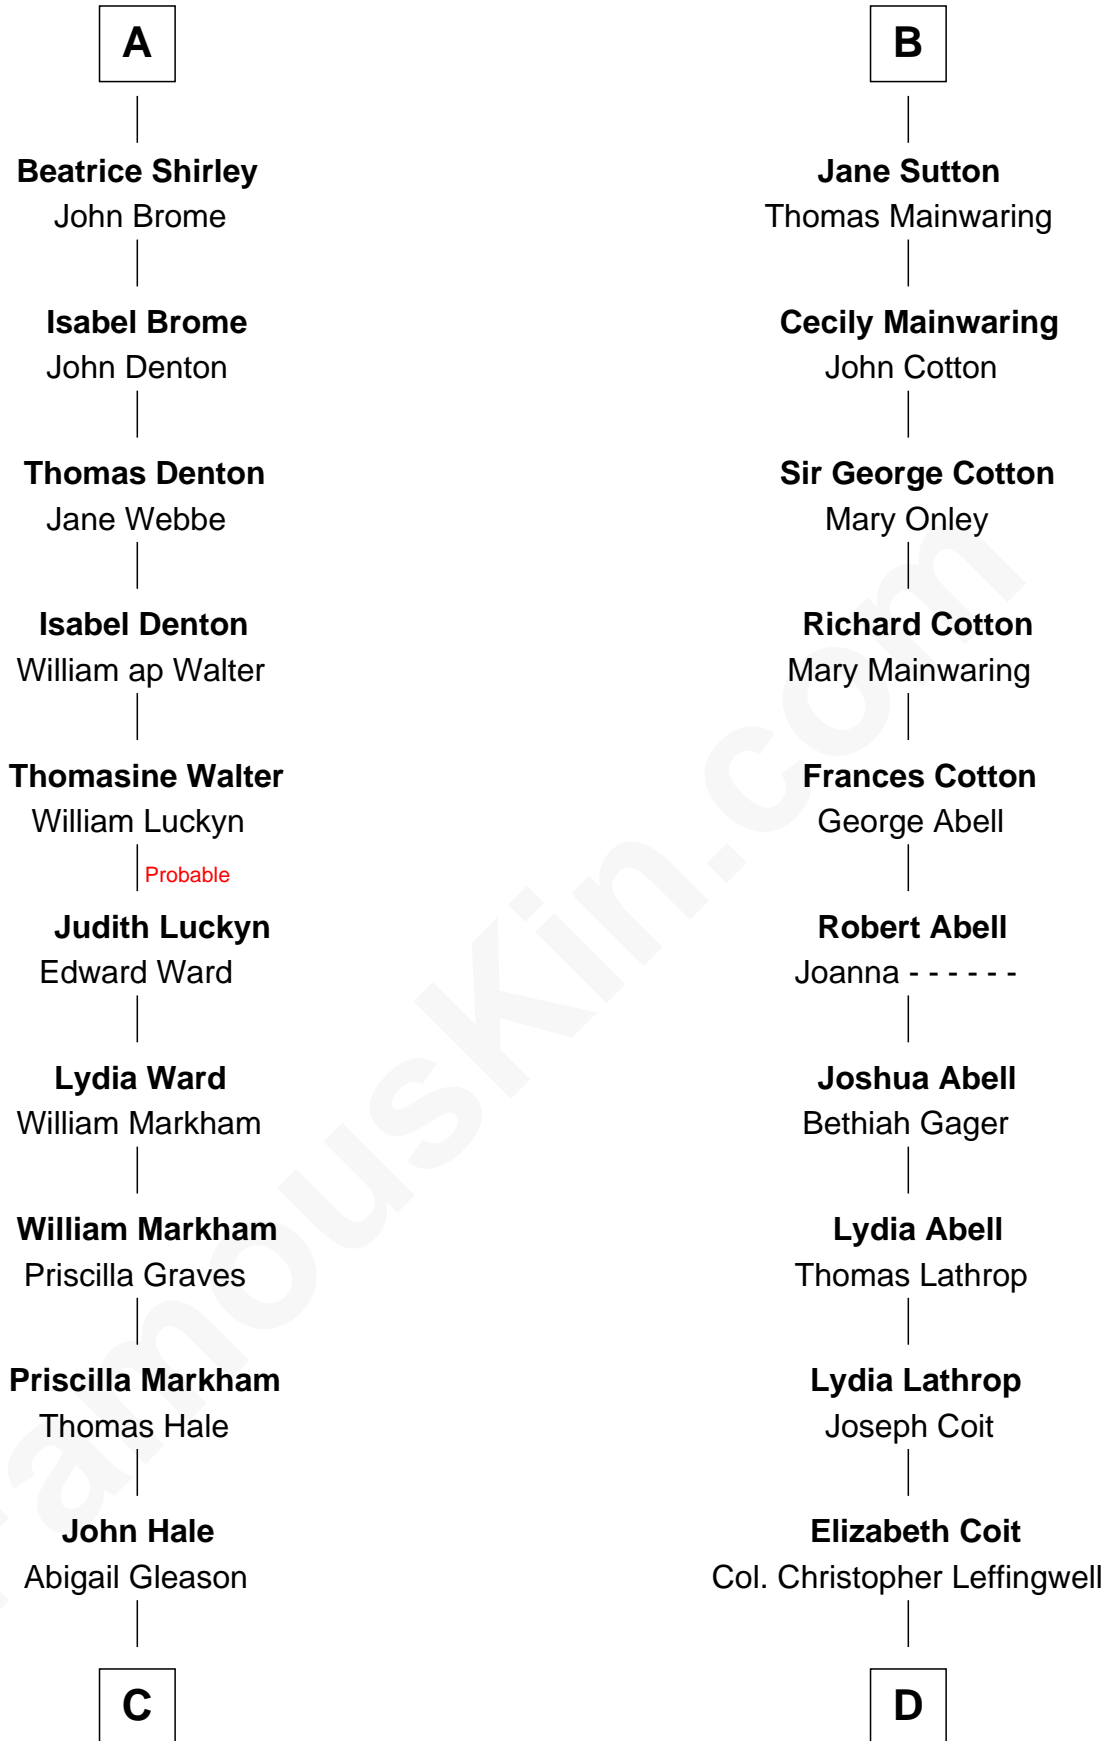 A
Beatrice Shirley
John Brome
Isabel Brome
John Denton
Thomas Denton
Jane Webbe
Isabel Denton
William ap Walter
Thomasine Walter
William Luckyn
Probable
Judith Luckyn
Edward Ward
Lydia Ward
William Markham
William Markham
Priscilla Graves
Priscilla Markham
Thomas Hale
John Hale
Abigail Gleason
C
B
Jane Sutton
Thomas Mainwaring
Cecily Mainwaring
John Cotton
Sir George Cotton
Mary Onley
Richard Cotton
Mary Mainwaring
Frances Cotton
George Abell
Robert Abell
Joanna - - - - - -
Joshua Abell
Bethiah Gager
Lydia Abell
Thomas Lathrop
Lydia Lathrop
Joseph Coit
Elizabeth Coit
Col. Christopher Leffingwell
D
FamousKin.com